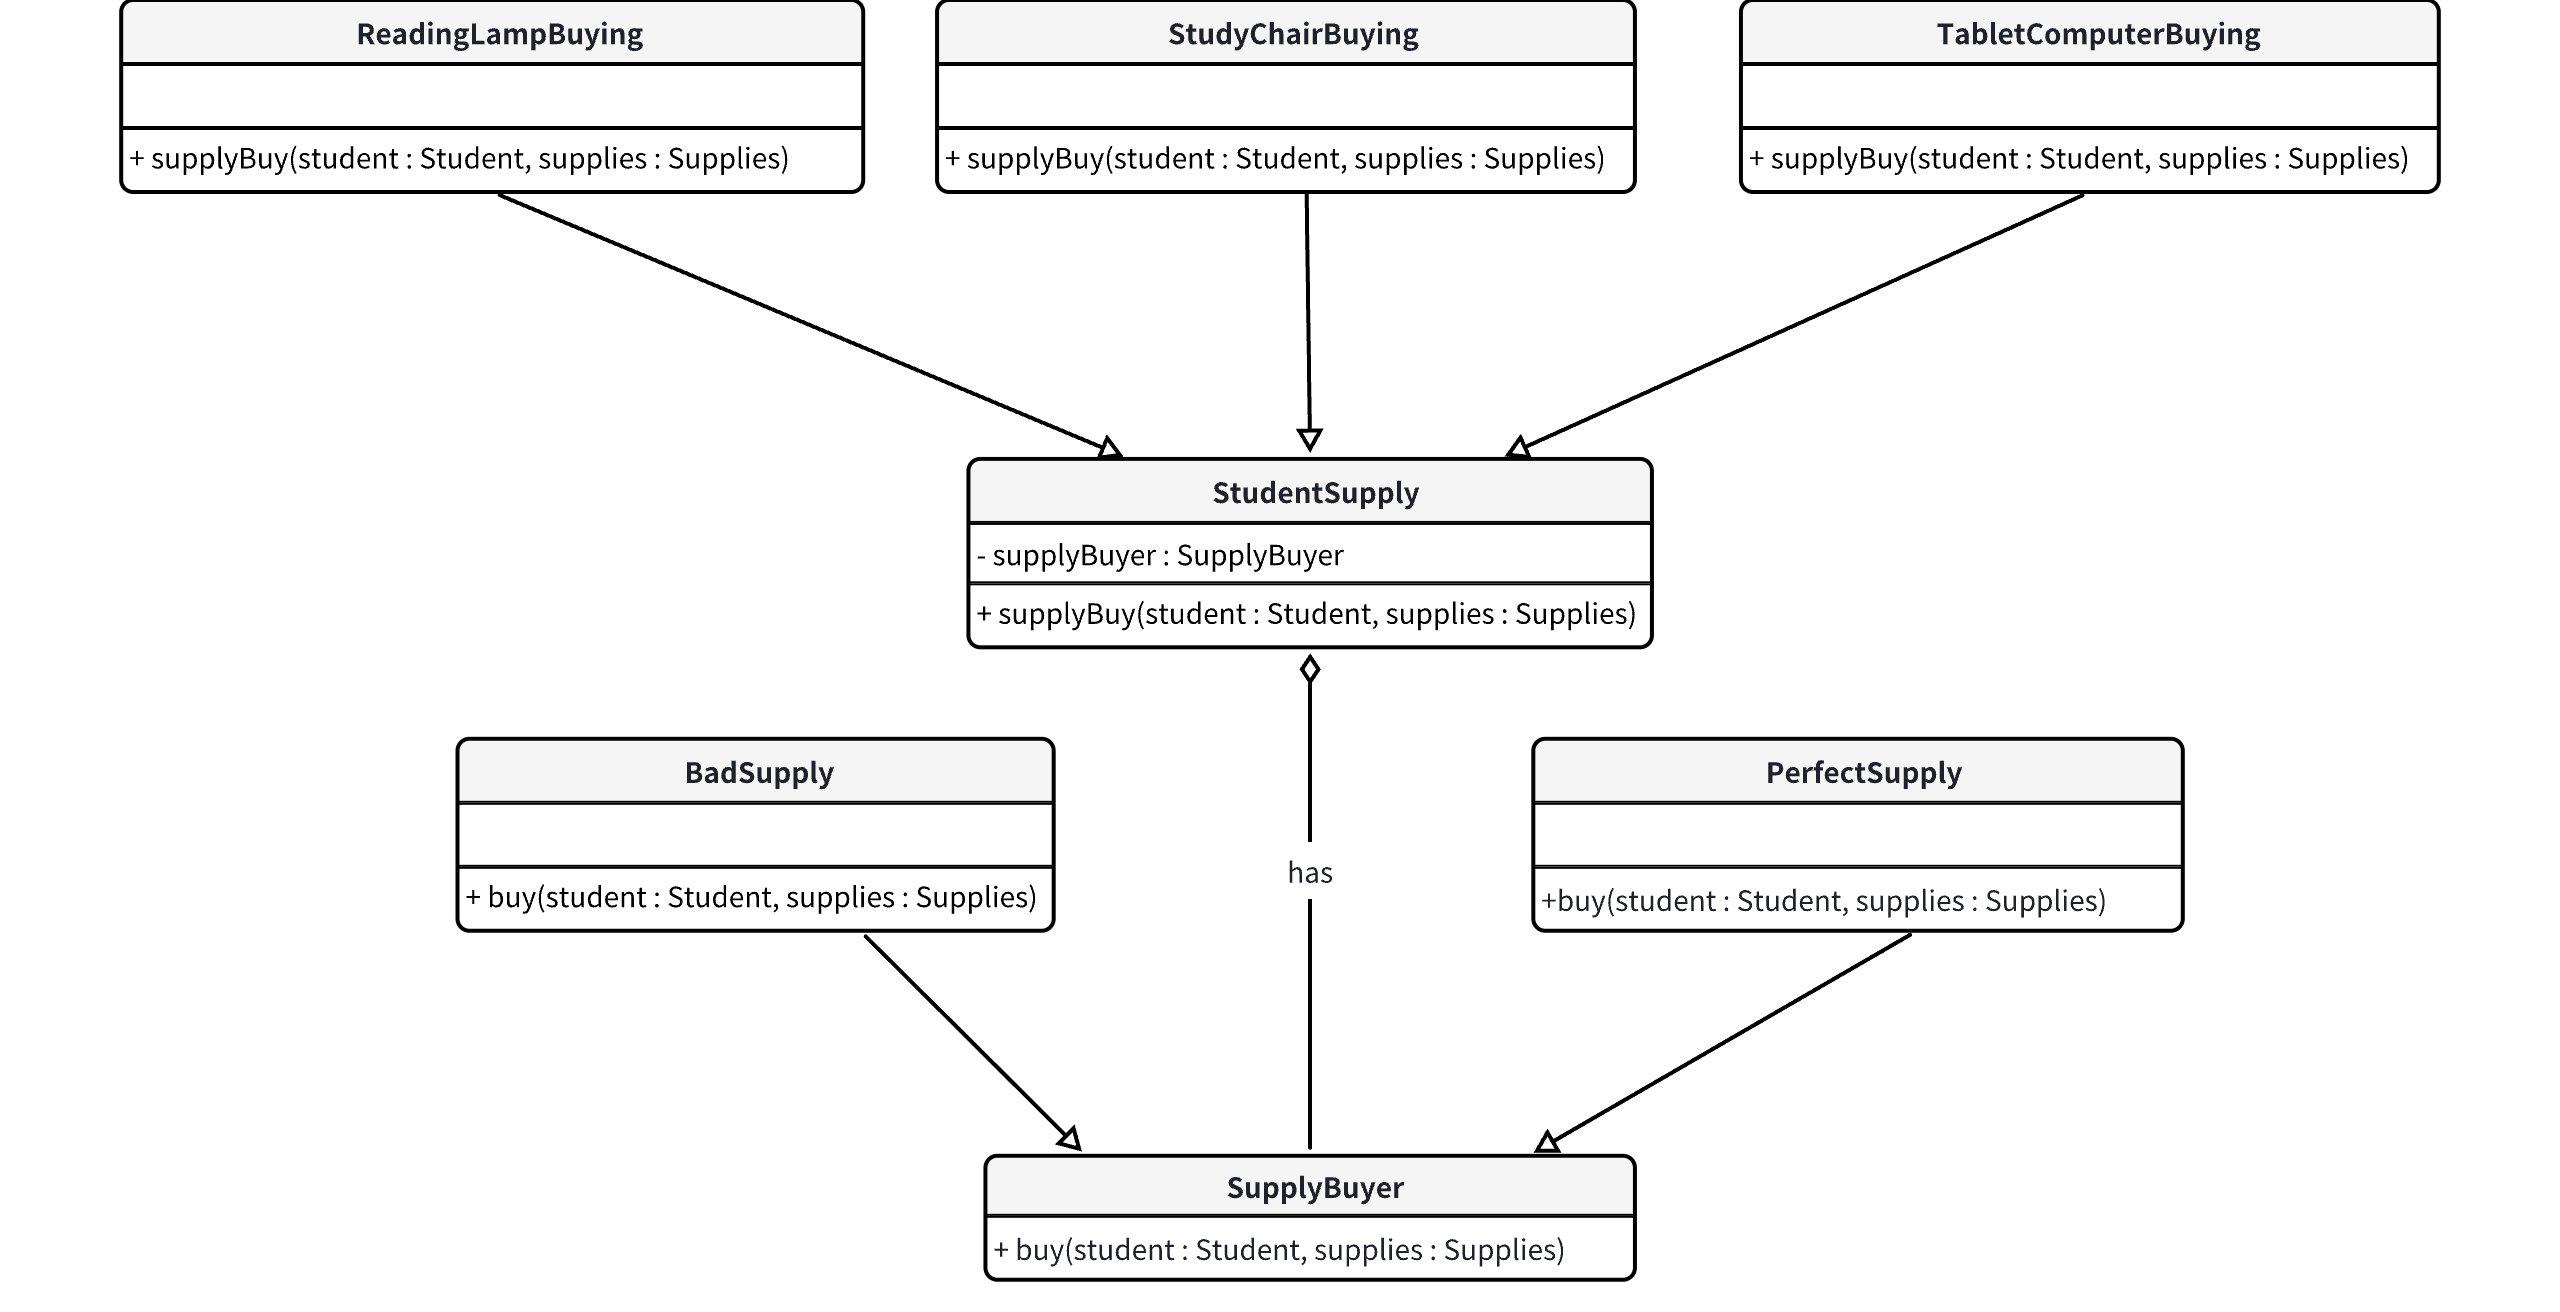 ReadingLampBuying
+ supplyBuy(student : Student, supplies : Supplies)
StudyChairBuying
+ supplyBuy(student : Student, supplies : Supplies)
TabletComputerBuying
+ supplyBuy(student : Student, supplies : Supplies)
StudentSupply
- supplyBuyer : SupplyBuyer
+ supplyBuy(student : Student, supplies : Supplies)
BadSupply
+ buy(student : Student, supplies : Supplies)
has
PerfectSupply
+buy(student : Student, supplies : Supplies)
SupplyBuyer
+ buy(student : Student, supplies : Supplies)